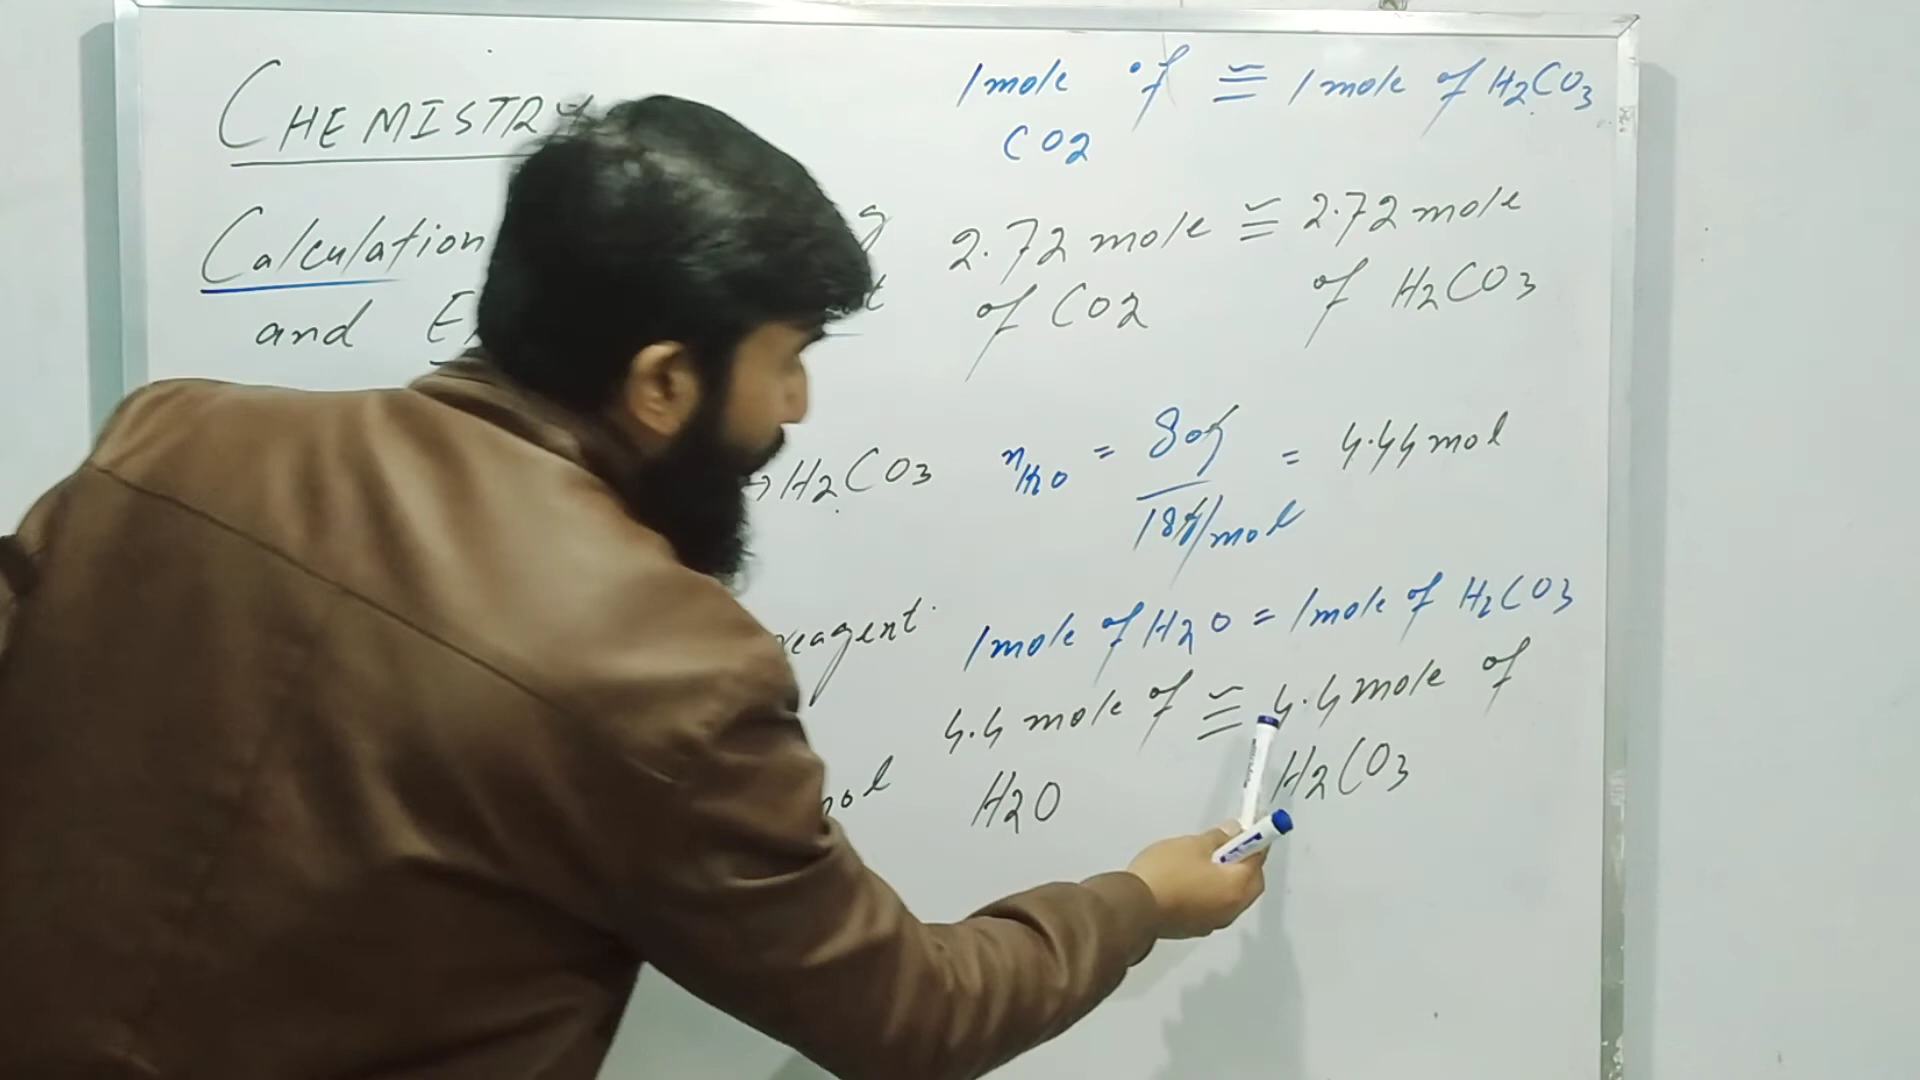 CHEMISTRY
Calculation
and
→ H2CO3
reagent.
1 mole of ≅ 1 mole of H2CO3
CO2
2.72 mole ≅ 2.72 mole
of CO2 of H2CO3
nH2O = 80g = 4.44 mol
18g/mol
1 mole of H2O = 1 mole of H2CO3
4.4 mole of ≅ 4.4 mole of
H2O H2CO3